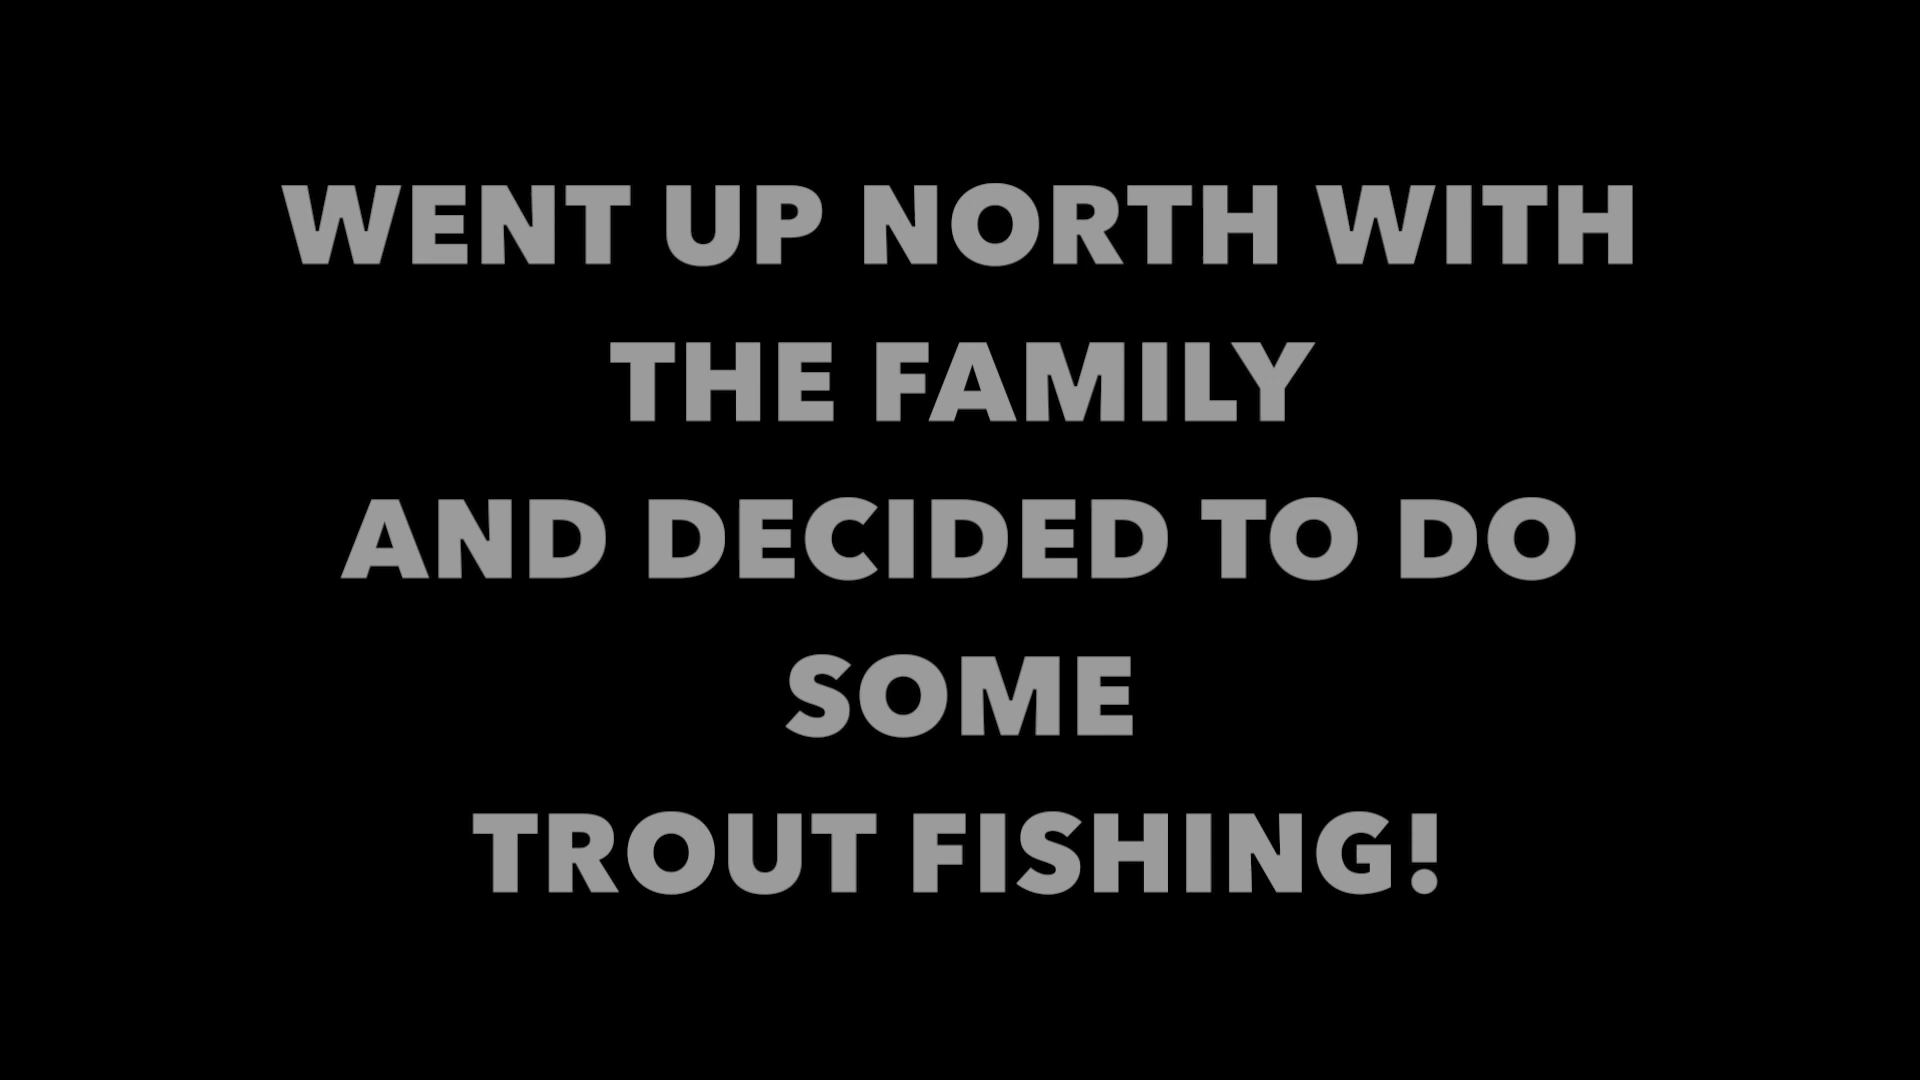 WENT UP NORTH WITH
THE FAMILY
AND DECIDED TO DO
SOME
TROUT FISHING!